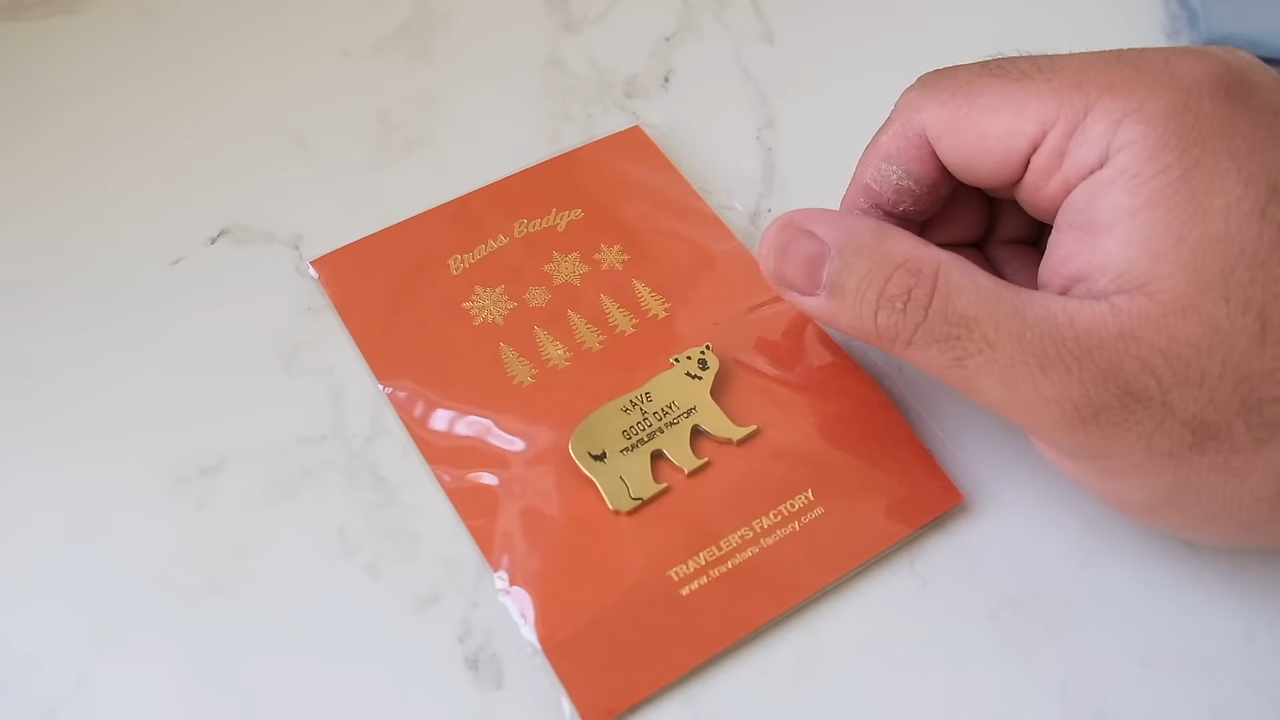 Brass Badge
HAVE
A
GOOD DAY!
TRAVELER'S FACTORY
TRAVELER'S FACTORY
www.travelers-factory.com